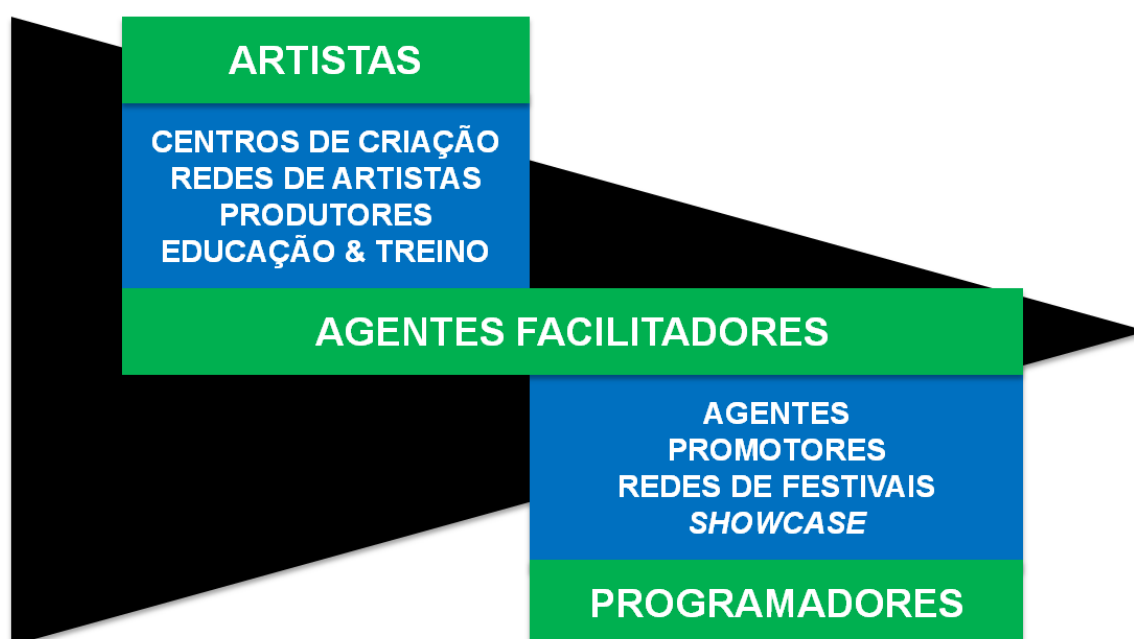 ARTISTAS
CENTROS DE CRIAÇÃO
REDES DE ARTISTAS
PRODUTORES
EDUCAÇÃO & TREINO
AGENTES FACILITADORES
AGENTES
PROMOTORES
REDES DE FESTIVAIS
SHOWCASE
PROGRAMADORES